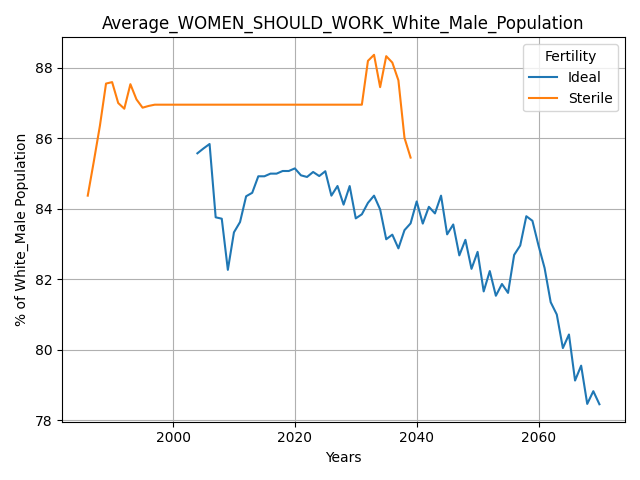 Average_WOMEN_SHOULD_WORK_White_Male_Population
Fertility
Ideal
Sterile
% of White_Male Population
88
86
84
82
80
78
2000
2020
2040
2060
Years